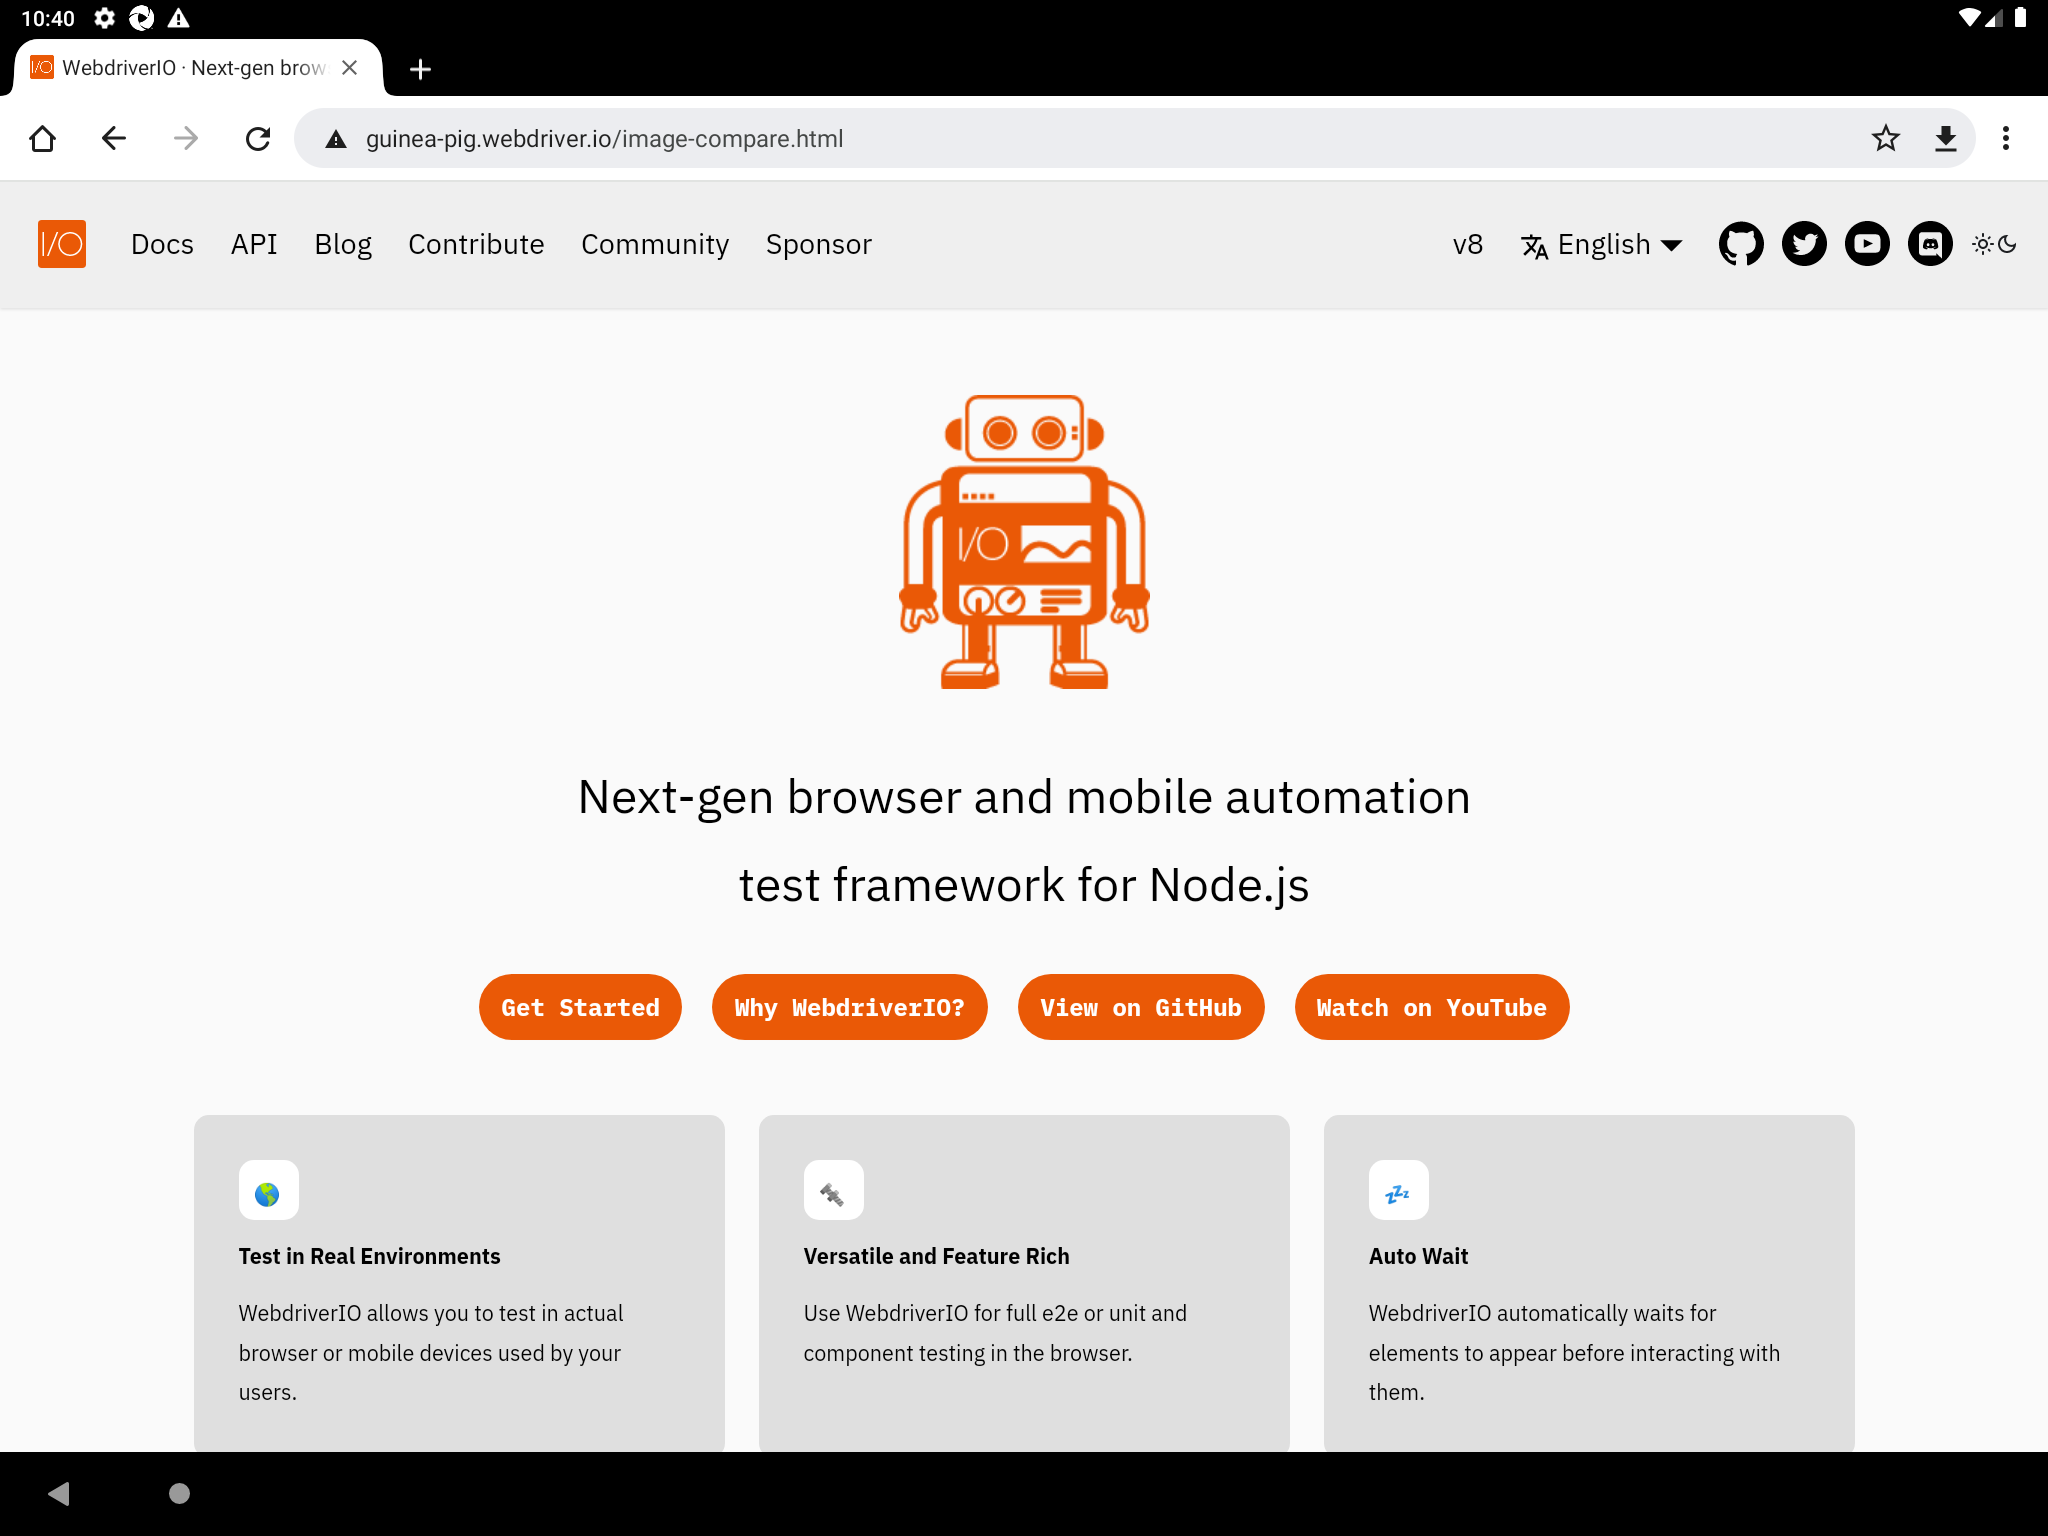 10:40
WebdriverIO · Next-gen brow
guinea-pig.webdriver.io/image-compare.html
I/O Docs API Blog Contribute Community Sponsor v8 English
I/O
Next-gen browser and mobile automation
test framework for Node.js
Get Started Why WebdriverIO? View on GitHub Watch on YouTube
Test in Real Environments
WebdriverIO allows you to test in actual
browser or mobile devices used by your
users.
Versatile and Feature Rich
Use WebdriverIO for full e2e or unit and
component testing in the browser.
Auto Wait
WebdriverIO automatically waits for
elements to appear before interacting with
them.